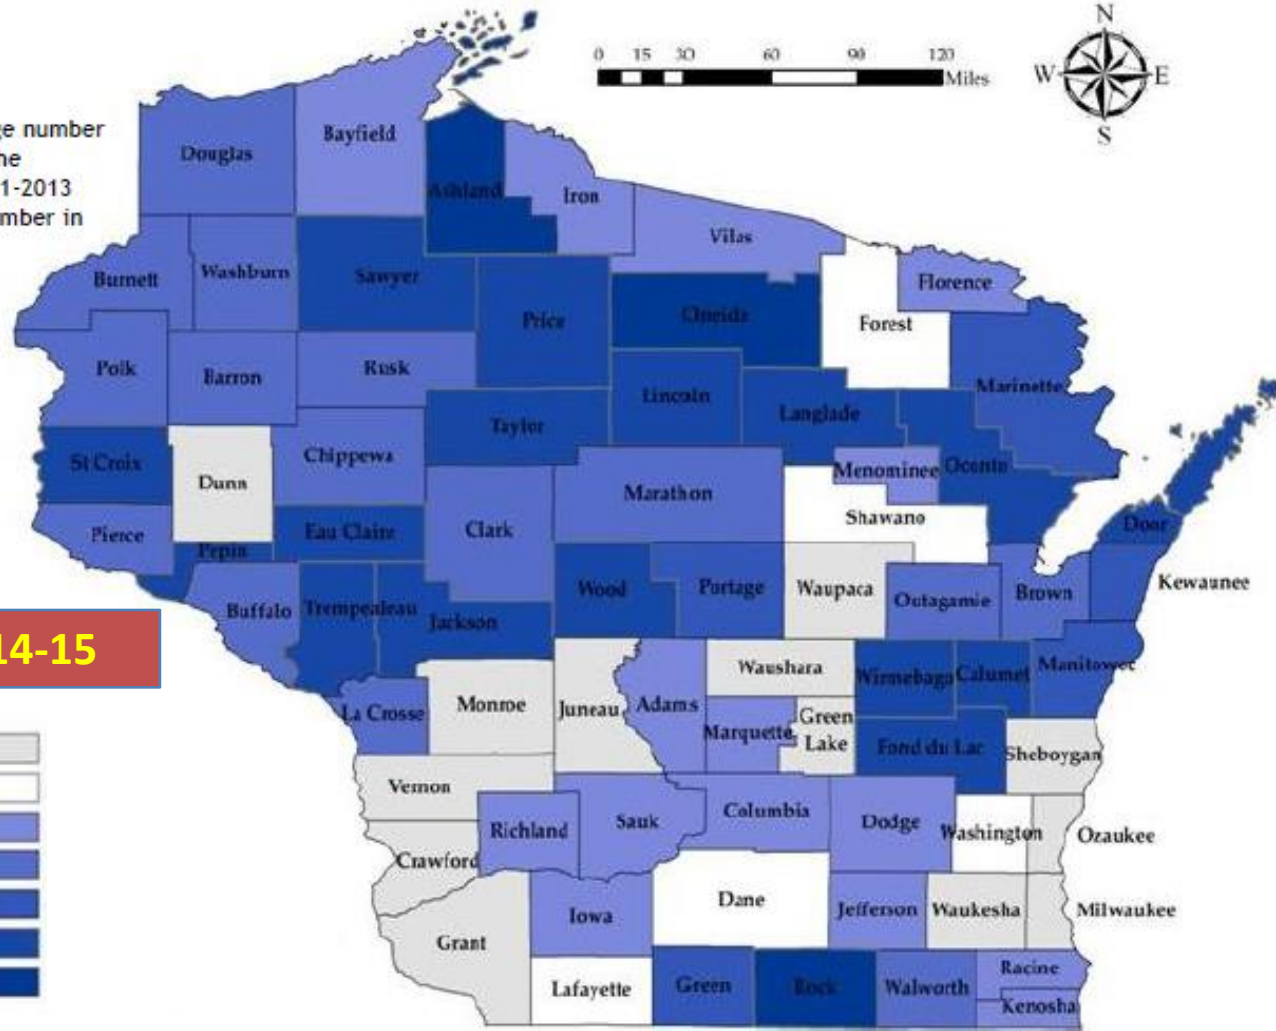 N
0 15 30 60 90 120
Miles
W E
S
ge number
he
1-2013
mber in
Douglas
Bayfield
Ashland
Iron
Vilas
Florence
Burnett
Washburn
Sawyer
Price
Oneida
Forest
Polk
Barron
Rusk
Lincoln
Langlade
Marinette
Taylor
St Croix
Dunn
Chippewa
Menominee
Oconto
Marathon
Pierce
Pepin
Eau Claire
Clark
Shawano
Door
Buffalo
Trempealeau
Jackson
Wood
Portage
Waupaca
Outagamie
Brown
Kewaunee
14-15
La Crosse
Monroe
Juneau
Adams
Waushara
Marquette
Green
Lake
Winnebago
Calumet
Manitowoc
Fond du Lac
Sheboygan
Vernon
Richland
Sauk
Columbia
Dodge
Washington
Ozaukee
Crawford
Grant
Iowa
Dane
Jefferson
Waukesha
Milwaukee
Lafayette
Green
Rock
Walworth
Racine
Kenosha